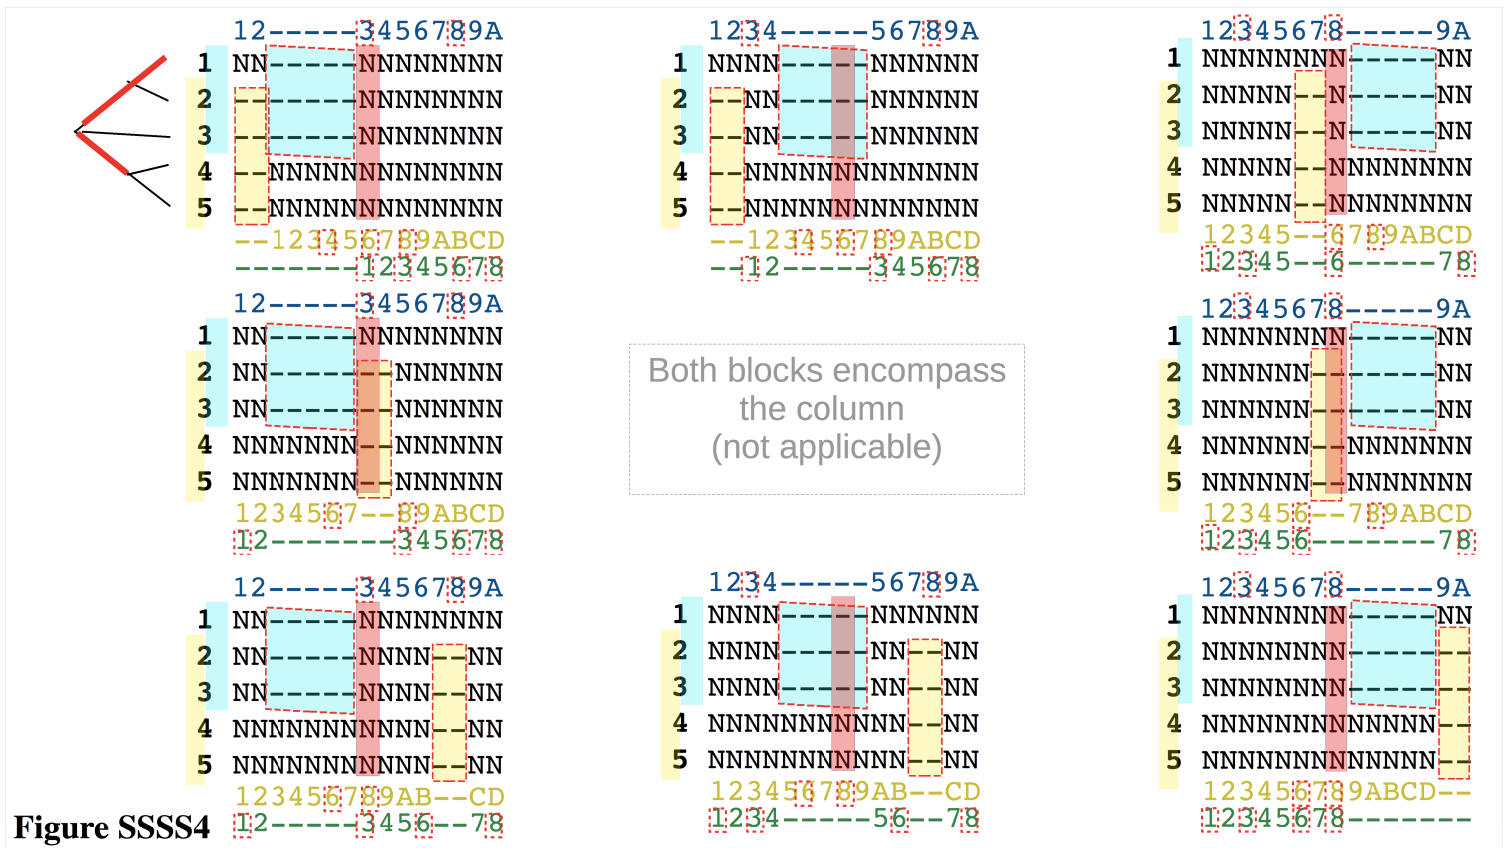 12-----3456789A
1 NN-----NNNNNNNN
2 -------NNNNNNNN
3 -------NNNNNNNN
4 --NNNNNNNNNNNNN
5 --NNNNNNNNNNNNN
--123456789ABCD
-------12345678
1234-----56789A
1 NNNN-----NNNNNN
2 --NN-----NNNNNN
3 --NN-----NNNNNN
4 --NNNNNNNNNNNNN
5 --NNNNNNNNNNNNN
--123456789ABCD
--12-----345678
12345678-----9A
1 NNNNNNNN-----NN
2 NNNNN--N-----NN
3 NNNNN--N-----NN
4 NNNNN--NNNNNNNN
5 NNNNN--NNNNNNNN
12345--6789ABCD
12345--6-----78
12-----3456789A
1 NN-----NNNNNNNN
2 NN-------NNNNNN
3 NN-------NNNNNN
4 NNNNNNN--NNNNNN
5 NNNNNNN--NNNNNN
1234567--89ABCD
12-------345678
Both blocks encompass
the column
(not applicable)
12345678-----9A
1 NNNNNNNN-----NN
2 NNNNNN-------NN
3 NNNNNN-------NN
4 NNNNNN--NNNNNNN
5 NNNNNN--NNNNNNN
123456--789ABCD
123456-------78
12-----3456789A
1 NN-----NNNNNNNN
2 NN-----NNNN--NN
3 NN-----NNNN--NN
4 NNNNNNNNNNN--NN
5 NNNNNNNNNNN--NN
123456789AB--CD
12-----3456--78
1234-----56789A
1 NNNN-----NNNNNN
2 NNNN-----NN--NN
3 NNNN-----NN--NN
4 NNNNNNNNNNN--NN
5 NNNNNNNNNNN--NN
123456789AB--CD
1234-----56--78
12345678-----9A
1 NNNNNNNN-----NN
2 NNNNNNNN-------
3 NNNNNNNN-------
4 NNNNNNNNNNNNN--
5 NNNNNNNNNNNNN--
123456789ABCD--
12345678-------
Figure SSSS4